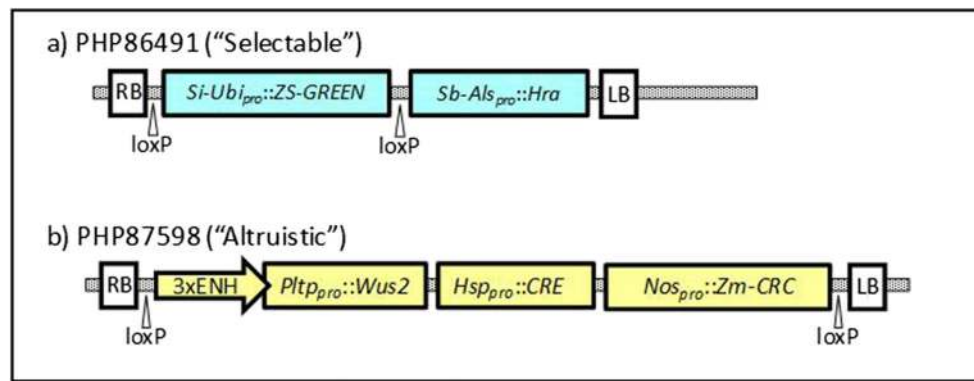 a) PHP86491 (“Selectable”)
RB Si-Ubipro::ZS-GREEN Sb-Alspro::Hra LB
loxP loxP
b) PHP87598 (“Altruistic”)
RB 3xENH Pltppro::Wus2 Hsppro::CRE Nospro::Zm-CRC LB
loxP loxP